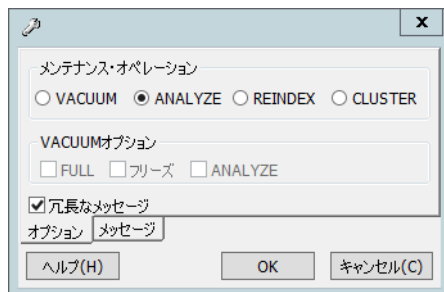 x
メンテナンス・オペレーション
VACUUM ANALYZE REINDEX CLUSTER
VACUUMオプション
FULL フリーズ ANALYZE
冗長なメッセージ
オプション メッセージ
ヘルプ(H) OK キャンセル(C)